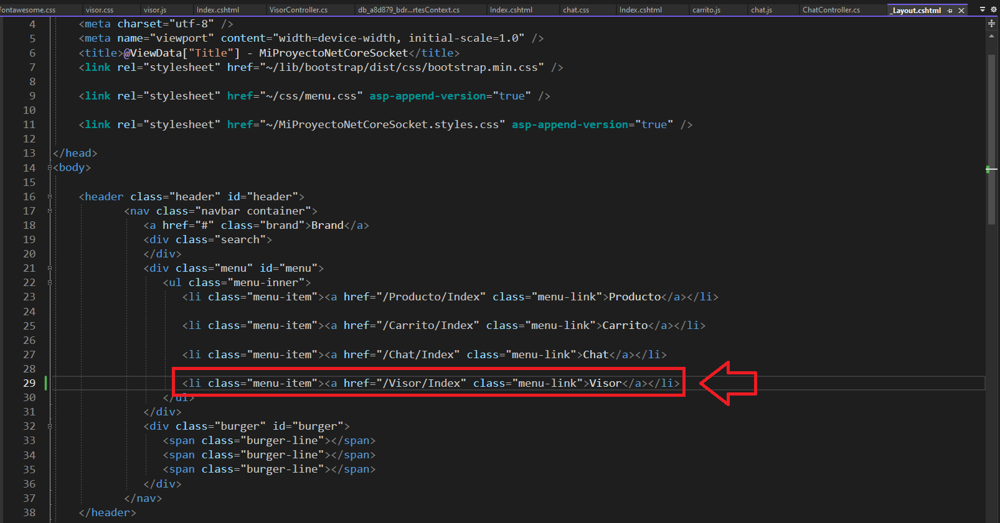 fontawesome.css visor.css visor.js Index.cshtml VisorController.cs db_a8d879_bdr...rtesContext.cs Index.cshtml chat.css Index.cshtml carrito.js chat.js ChatController.cs _Layout.cshtml
4 <meta charset="utf-8" />
5 <meta name="viewport" content="width=device-width, initial-scale=1.0" />
6 <title>@ViewData["Title"] - MiProyectoNetCoreSocket</title>
7 <link rel="stylesheet" href="~/lib/bootstrap/dist/css/bootstrap.min.css" />
8
9 <link rel="stylesheet" href="~/css/menu.css" asp-append-version="true" />
10
11 <link rel="stylesheet" href="~/MiProyectoNetCoreSocket.styles.css" asp-append-version="true" />
12
13 </head>
14 <body>
15
16 <header class="header" id="header">
17 <nav class="navbar container">
18 <a href="#" class="brand">Brand</a>
19 <div class="search">
20 </div>
21 <div class="menu" id="menu">
22 <ul class="menu-inner">
23 <li class="menu-item"><a href="/Producto/Index" class="menu-link">Producto</a></li>
24
25 <li class="menu-item"><a href="/Carrito/Index" class="menu-link">Carrito</a></li>
26
27 <li class="menu-item"><a href="/Chat/Index" class="menu-link">Chat</a></li>
28
29 <li class="menu-item"><a href="/Visor/Index" class="menu-link">Visor</a></li>
30 </ul>
31 </div>
32 <div class="burger" id="burger">
33 <span class="burger-line"></span>
34 <span class="burger-line"></span>
35 <span class="burger-line"></span>
36 </div>
37 </nav>
38 </header>